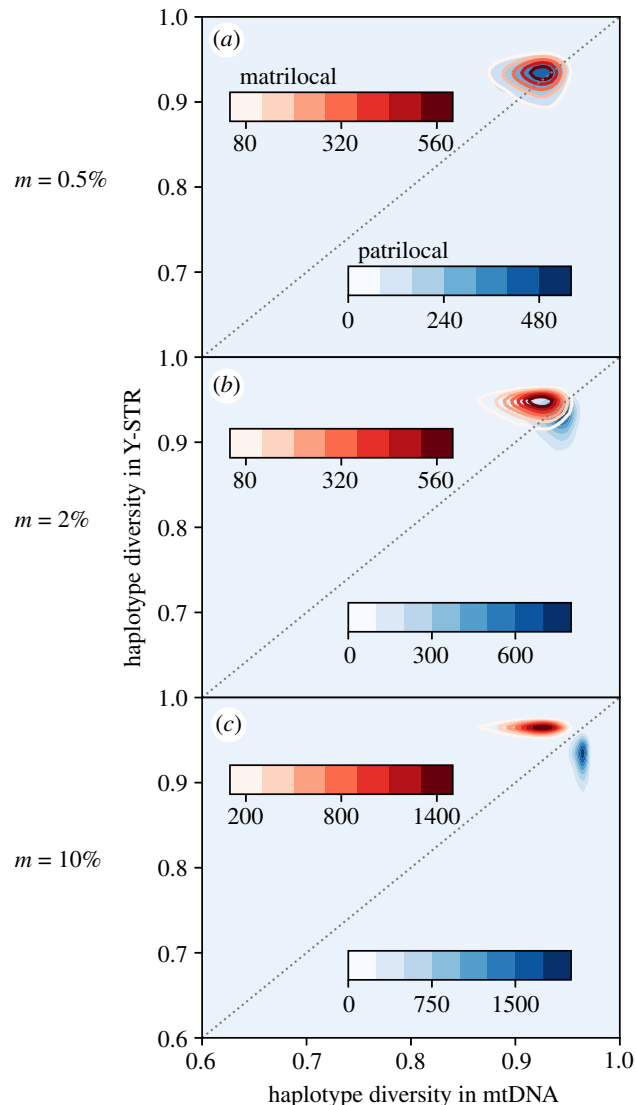 1.0
(a)
matrilocal
0.9
80 320 560
m = 0.5%
0.8
patrilocal
0.7
0 240 480
1.0
(b)
0.9
80 320 560
m = 2%
0.8
0.7
0 300 600
1.0
(c)
0.9
200 800 1400
m = 10%
0.8
0.7
0 750 1500
0.6
0.6 0.7 0.8 0.9 1.0
haplotype diversity in Y-STR
haplotype diversity in mtDNA